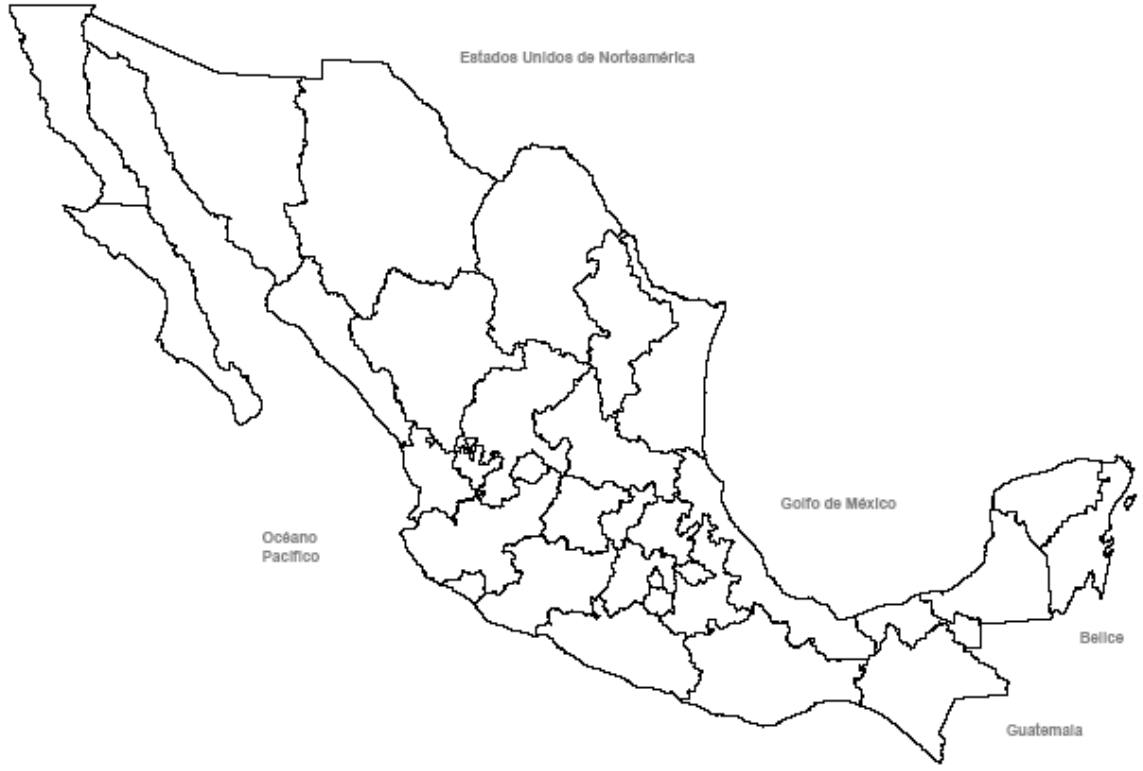 Estados Unidos de Norteamérica
Golfo de México
Océano
Pacífico
Belice
Guatemala